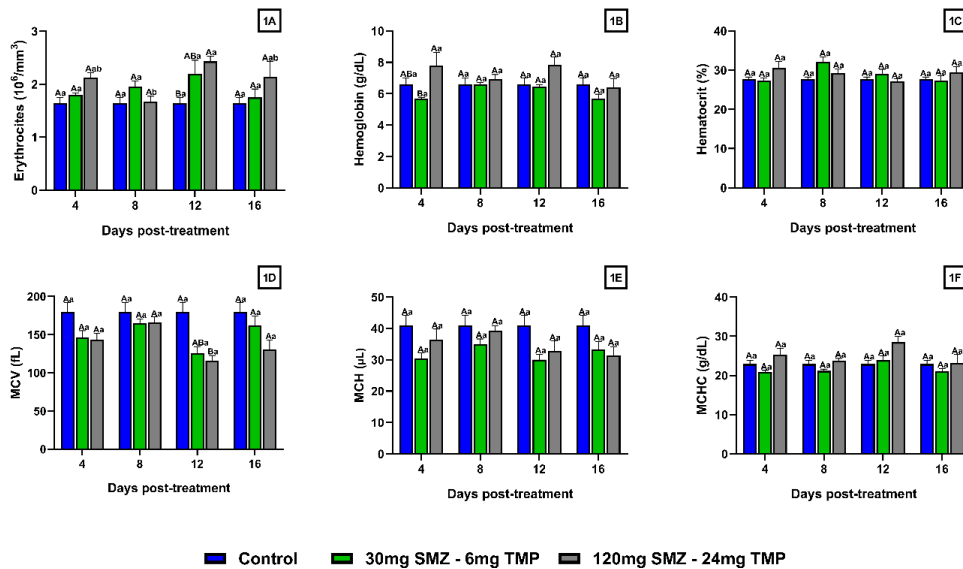 1A
Erythrocites (10⁶/mm³)
3
2
1
0
Aa Aa Aab
Aa Aa Ab
Ba ABa Aa
Aa Aa Aab
4 8 12 16
Days post-treatment
1B
Hemoglobin (g/dL)
10
8
6
4
2
0
ABa Ba Aa
Aa Aa Aa
Aa Aa Aa
Aa Aa Aa
4 8 12 16
Days post-treatment
1C
Hematocrit (%)
40
30
20
10
0
Aa Aa Aa
Aa Aa Aa
Aa Aa Aa
Aa Aa Aa
4 8 12 16
Days post-treatment
1D
MCV (fL)
200
150
100
50
0
Aa Aa Aa
Aa Aa Aa
Aa ABa Ba
Aa Aa Aa
4 8 12 16
Days post-treatment
1E
MCH (µL)
50
40
30
20
10
0
Aa Aa Aa
Aa Aa Aa
Aa Aa Aa
Aa Aa Aa
4 8 12 16
Days post-treatment
1F
MCHC (g/dL)
40
30
20
10
0
Aa Aa Aa
Aa Aa Aa
Aa Aa Aa
Aa Aa Aa
4 8 12 16
Days post-treatment
Control 30mg SMZ - 6mg TMP 120mg SMZ - 24mg TMP